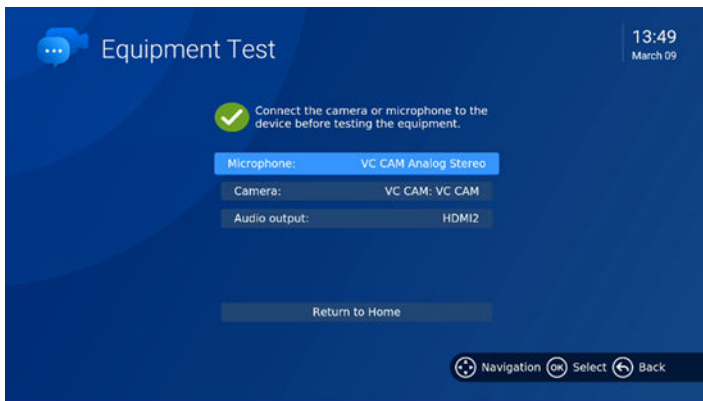 Equipment Test
13:49
March 09
Connect the camera or microphone to the
device before testing the equipment.
Microphone: VC CAM Analog Stereo
Camera: VC CAM: VC CAM
Audio output: HDMI2
Return to Home
Navigation OK Select Back